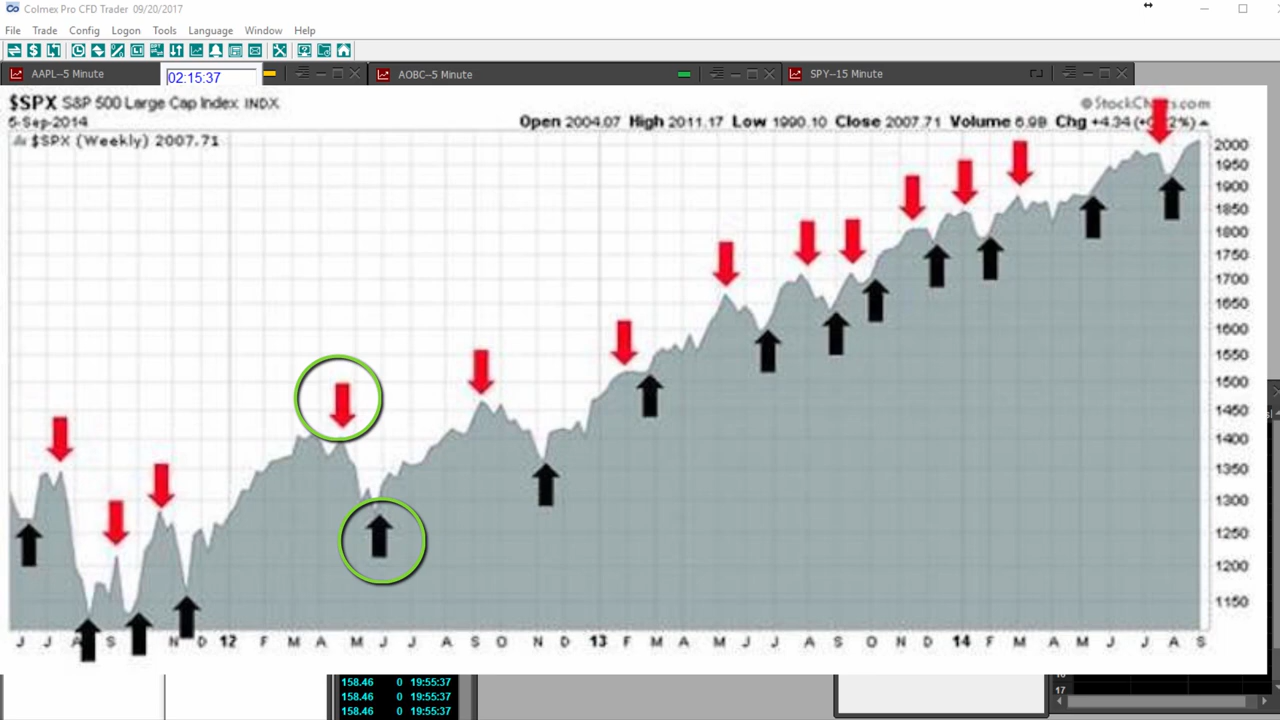 Colmex Pro CFD Trader 09/20/2017
File Trade Config Logon Tools Language Window Help
AAPL--5 Minute 02:15:37 AOBC--5 Minute SPY--15 Minute
$SPX S&P 500 Large Cap Index INDX © StockCharts.com
5-Sep-2014 Open 2004.07 High 2011.17 Low 1990.10 Close 2007.71 Volume 6.9B Chg +4.34
$SPX (Weekly) 2007.71
2000
1950
1900
1850
1800
1750
1700
1650
1600
1550
1500
1450
1400
1350
1300
1250
1200
1150
J J A S N D 12 F M A M J J A S O N D 13 F M A M J J A S O N D 14 F M A M J J A S
158.46 0 19:55:37
158.46 0 19:55:37
158.46 0 19:55:37
17